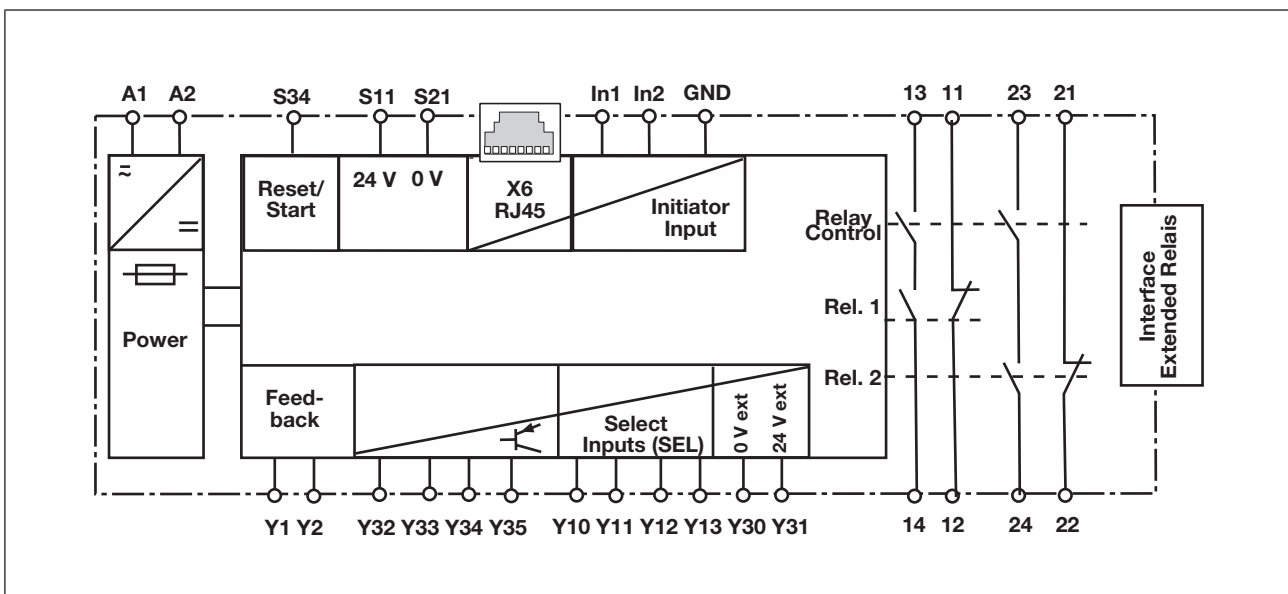 A1 A2 S34 S11 S21 In1 In2 GND 13 11 23 21
Reset/
Start
24 V 0 V
X6
RJ45
Initiator
Input
Relay
Control
Power
Rel. 1
Rel. 2
Interface
Extended Relais
Feed-
back
Select
Inputs (SEL)
0 V ext
24 V ext
Y1 Y2 Y32 Y33 Y34 Y35 Y10 Y11 Y12 Y13 Y30 Y31 14 12 24 22